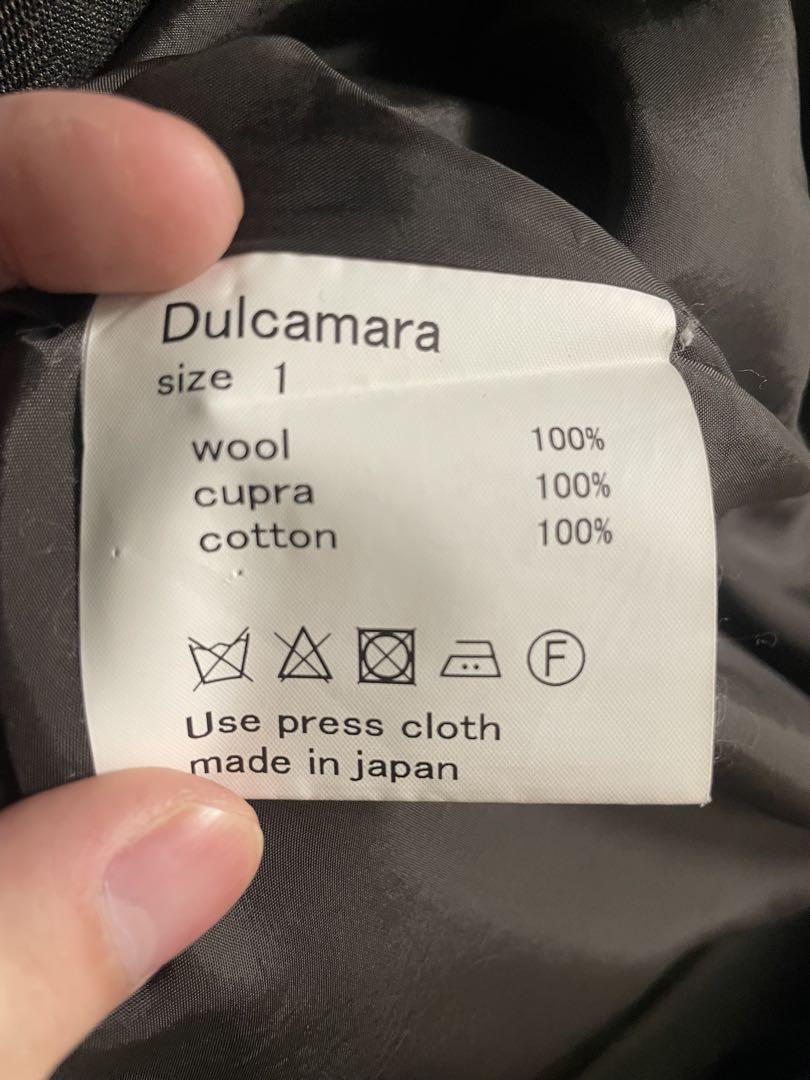 Dulcamara
size 1
wool 100%
cupra 100%
cotton 100%
F
Use press cloth
made in japan